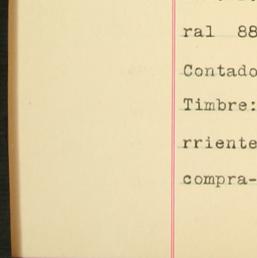 ral 88
Contado
Timbre:
rriente
compra-